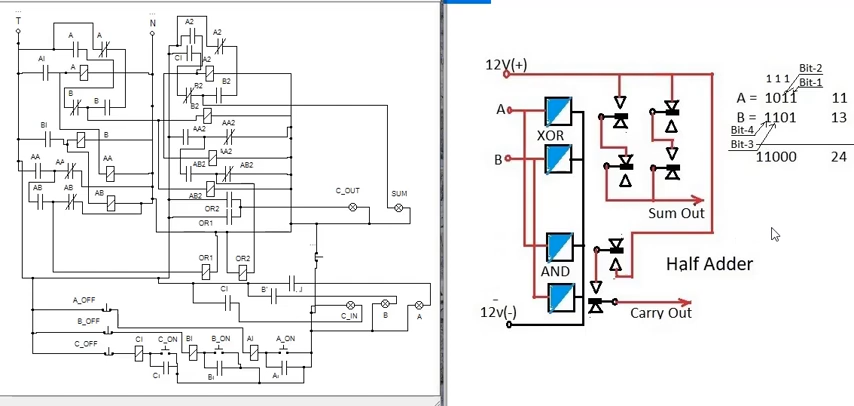 T
N
A
A
AI
A
B
B
BI
B
AA
AA
AA
AB
AB
AB
A2
A2
CI
A2
B2
B2
B2
AA2
AA2
AA2
AB2
AB2
AB2
OR2
OR1
C_OUT
SUM
OR1
OR2
CI
B'
C_IN
B
A
A_OFF
B_OFF
C_OFF
CI
C_ON
BI
B_ON
AI
A_ON
12V(+)
A
XOR
B
AND
12v(-)
Sum Out
Half Adder
Carry Out
1 1 1
Bit-2
Bit-1
A = 1011 11
B = 1101 13
Bit-4
Bit-3
11000 24